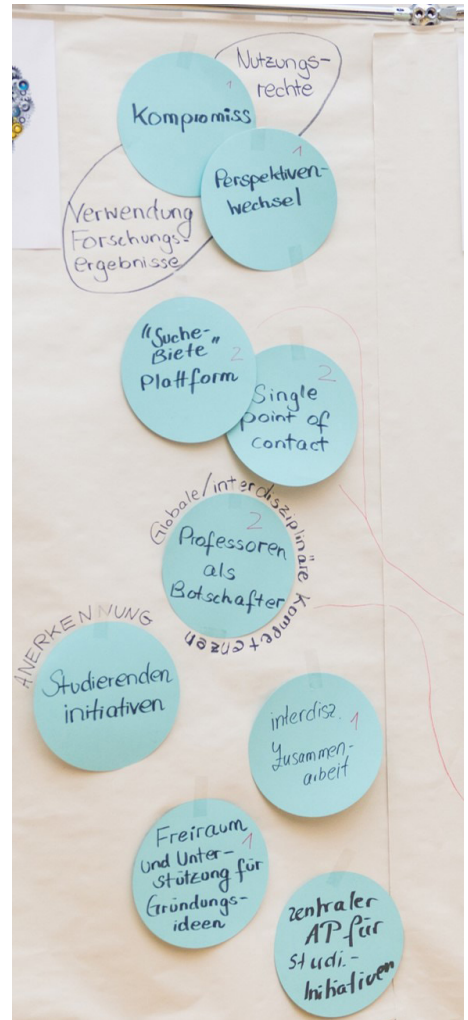 Nutzungs-
rechte
1
Kompromiss
1
Perspektiven-
wechsel
Verwendung
Forschungs-
ergebnisse
"Suche-
Biete"
2
Plattform
2
Single
point of
contact
Globale/interdisziplinäre Kompetenzen
2
Professoren
als
Botschafter
ANERKENNUNG
Studierenden
initiativen
interdisz.
1
Zusammen-
arbeit
Freiraum
1
und Unter-
stützung für
Gründungs-
ideen
zentraler
AP für
studi.-
Initiativen